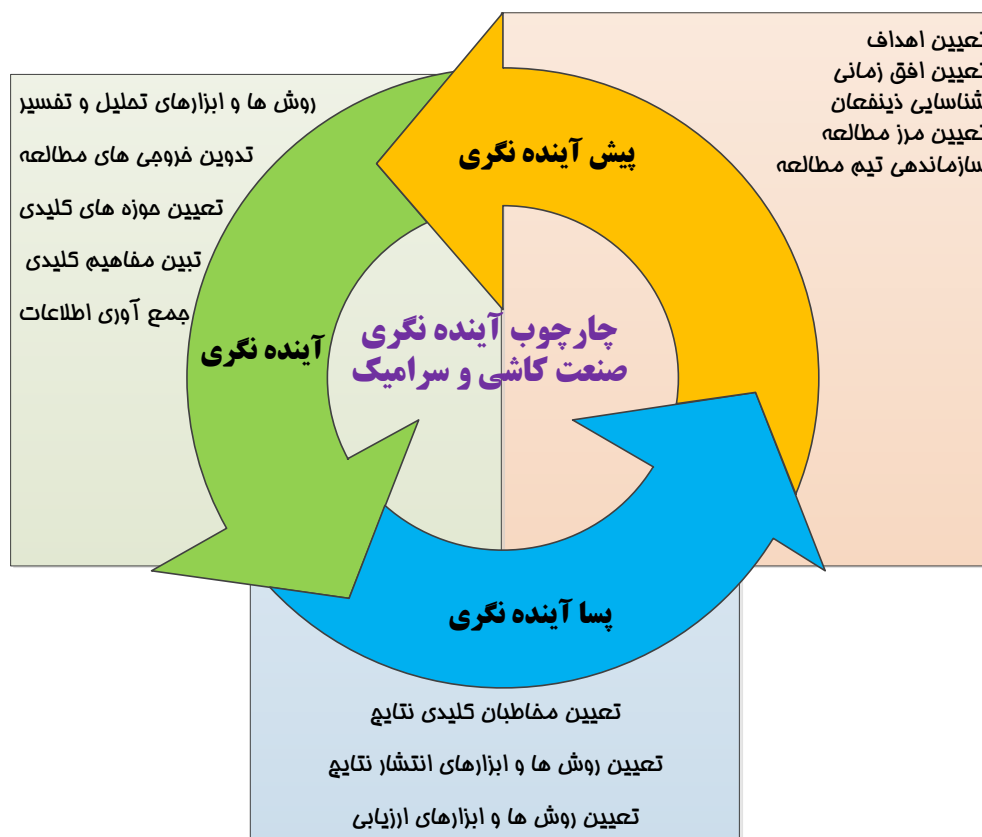 تعیین اهداف
تعیین افق زمانی
شناسایی ذینفعان
تعیین مرز مطالعه
سازماندهی تیم مطالعه
پیش آینده نگری
روش ها و ابزارهای تحلیل و تفسیر
تدوین خروجی های مطالعه
تعیین حوزه های کلیدی
تبین مفاهیم کلیدی
جمع آوری اطلاعات
آینده نگری
چارچوب آینده نگری
صنعت کاشی و سرامیک
پسا آینده نگری
تعیین مخاطبان کلیدی نتایج
تعیین روش ها و ابزارهای انتشار نتایج
تعیین روش ها و ابزارهای ارزیابی